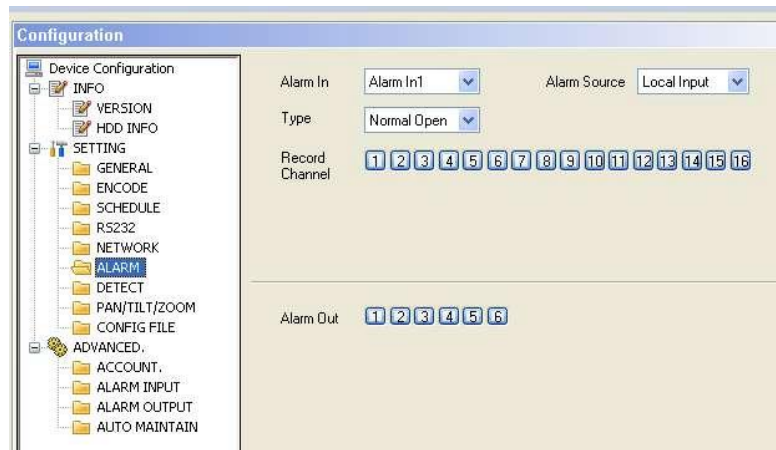 Configuration
Device Configuration
INFO
VERSION
HDD INFO
SETTING
GENERAL
ENCODE
SCHEDULE
RS232
NETWORK
ALARM
DETECT
PAN/TILT/ZOOM
CONFIG FILE
ADVANCED.
ACCOUNT.
ALARM INPUT
ALARM OUTPUT
AUTO MAINTAIN
Alarm In Alarm In1 Alarm Source Local Input
Type Normal Open
Record
Channel 1 2 3 4 5 6 7 8 9 10 11 12 13 14 15 16
Alarm Out 1 2 3 4 5 6